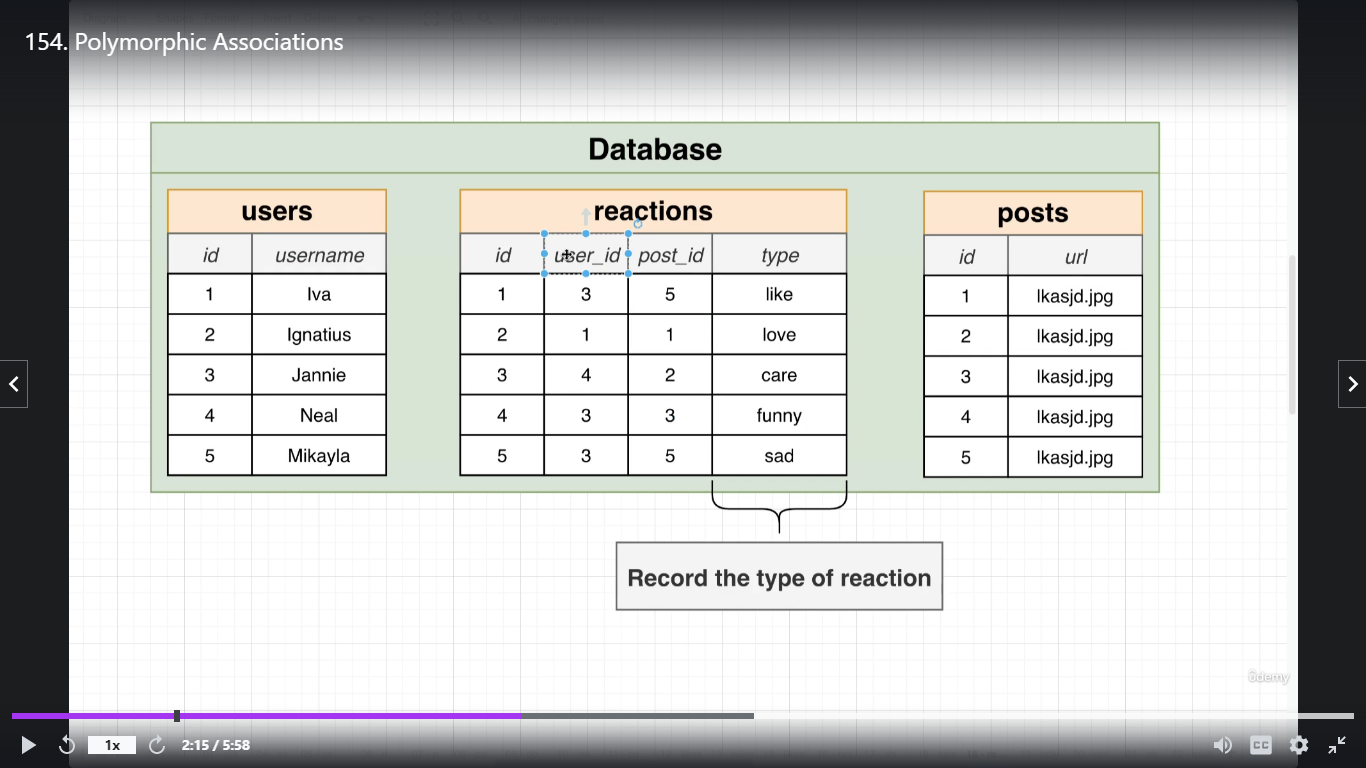 154. Polymorphic Associations
Database
users
id username
1 Iva
2 Ignatius
3 Jannie
4 Neal
5 Mikayla
reactions
id user_id post_id type
1 3 5 like
2 1 1 love
3 4 2 care
4 3 3 funny
5 3 5 sad
posts
id url
1 lkasjd.jpg
2 lkasjd.jpg
3 lkasjd.jpg
4 lkasjd.jpg
5 lkasjd.jpg
Record the type of reaction
ûdemy
1x 2:15 / 5:58 CC